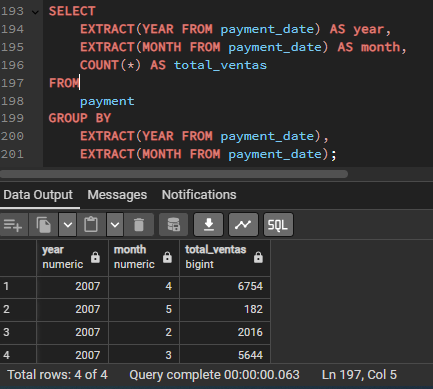 193 SELECT
194 EXTRACT(YEAR FROM payment_date) AS year,
195 EXTRACT(MONTH FROM payment_date) AS month,
196 COUNT(*) AS total_ventas
197 FROM
198 payment
199 GROUP BY
200 EXTRACT(YEAR FROM payment_date),
201 EXTRACT(MONTH FROM payment_date);
Data Output Messages Notifications
SQL
year month total_ventas
numeric numeric bigint
1 2007 4 6754
2 2007 5 182
3 2007 2 2016
4 2007 3 5644
Total rows: 4 of 4 Query complete 00:00:00.063 Ln 197, Col 5